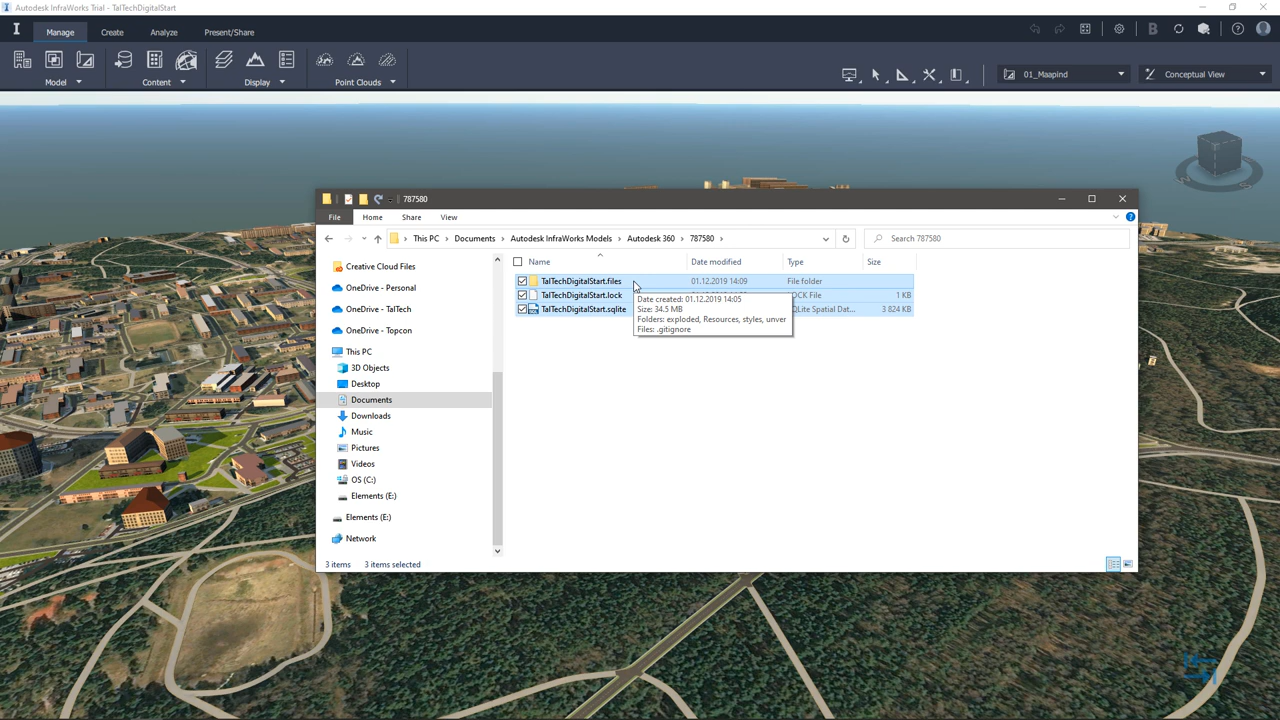 Autodesk InfraWorks Trial - TalTechDigitalStart
Manage Create Analyze Present/Share
Model Content Display Point Clouds
01_Maapind Conceptual View
787580
File Home Share View
This PC Documents Autodesk InfraWorks Models Autodesk 360 787580
Search 787580
Creative Cloud Files
OneDrive - Personal
OneDrive - TalTech
OneDrive - Topcon
This PC
3D Objects
Desktop
Documents
Downloads
Music
Pictures
Videos
OS (C:)
Elements (E:)
Elements (E:)
Network
Name Date modified Type Size
TalTechDigitalStart.files 01.12.2019 14:09 File folder
TalTechDigitalStart.lock OCK File 1 KB
TalTechDigitalStart.sqlite QLite Spatial Dat... 3 824 KB
Date created: 01.12.2019 14:05
Size: 34.5 MB
Folders: exploded, Resources, styles, unver
Files: .gitignore
3 items 3 items selected